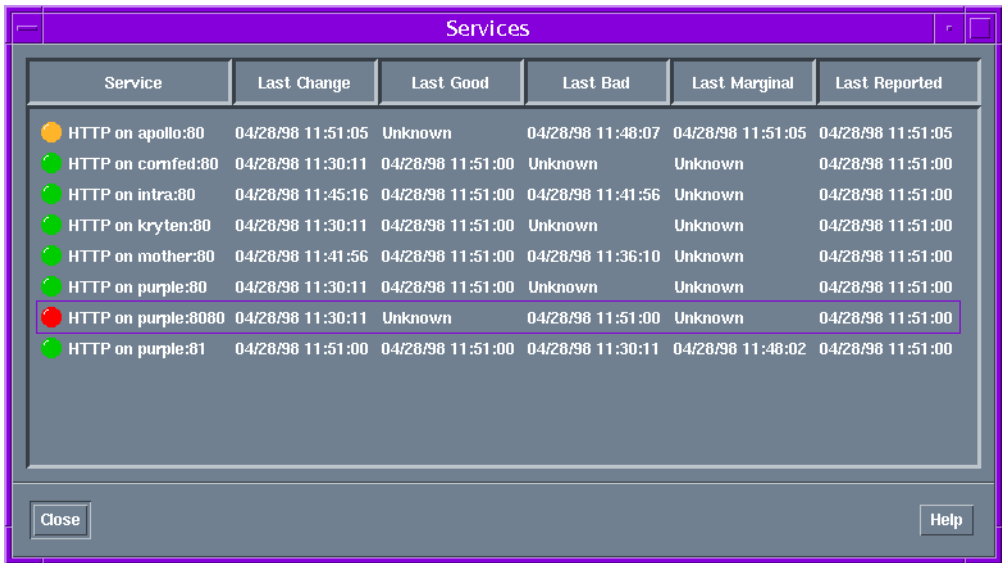 Services
Service Last Change Last Good Last Bad Last Marginal Last Reported
HTTP on apollo:80 04/28/98 11:51:05 Unknown 04/28/98 11:48:07 04/28/98 11:51:05 04/28/98 11:51:05
HTTP on cornfed:80 04/28/98 11:30:11 04/28/98 11:51:00 Unknown Unknown 04/28/98 11:51:00
HTTP on intra:80 04/28/98 11:45:16 04/28/98 11:51:00 04/28/98 11:41:56 Unknown 04/28/98 11:51:00
HTTP on kryten:80 04/28/98 11:30:11 04/28/98 11:51:00 Unknown Unknown 04/28/98 11:51:00
HTTP on mother:80 04/28/98 11:41:56 04/28/98 11:51:00 04/28/98 11:36:10 Unknown 04/28/98 11:51:00
HTTP on purple:80 04/28/98 11:30:11 04/28/98 11:51:00 Unknown Unknown 04/28/98 11:51:00
HTTP on purple:8080 04/28/98 11:30:11 Unknown 04/28/98 11:51:00 Unknown 04/28/98 11:51:00
HTTP on purple:81 04/28/98 11:51:00 04/28/98 11:51:00 04/28/98 11:30:11 04/28/98 11:48:02 04/28/98 11:51:00
Close Help